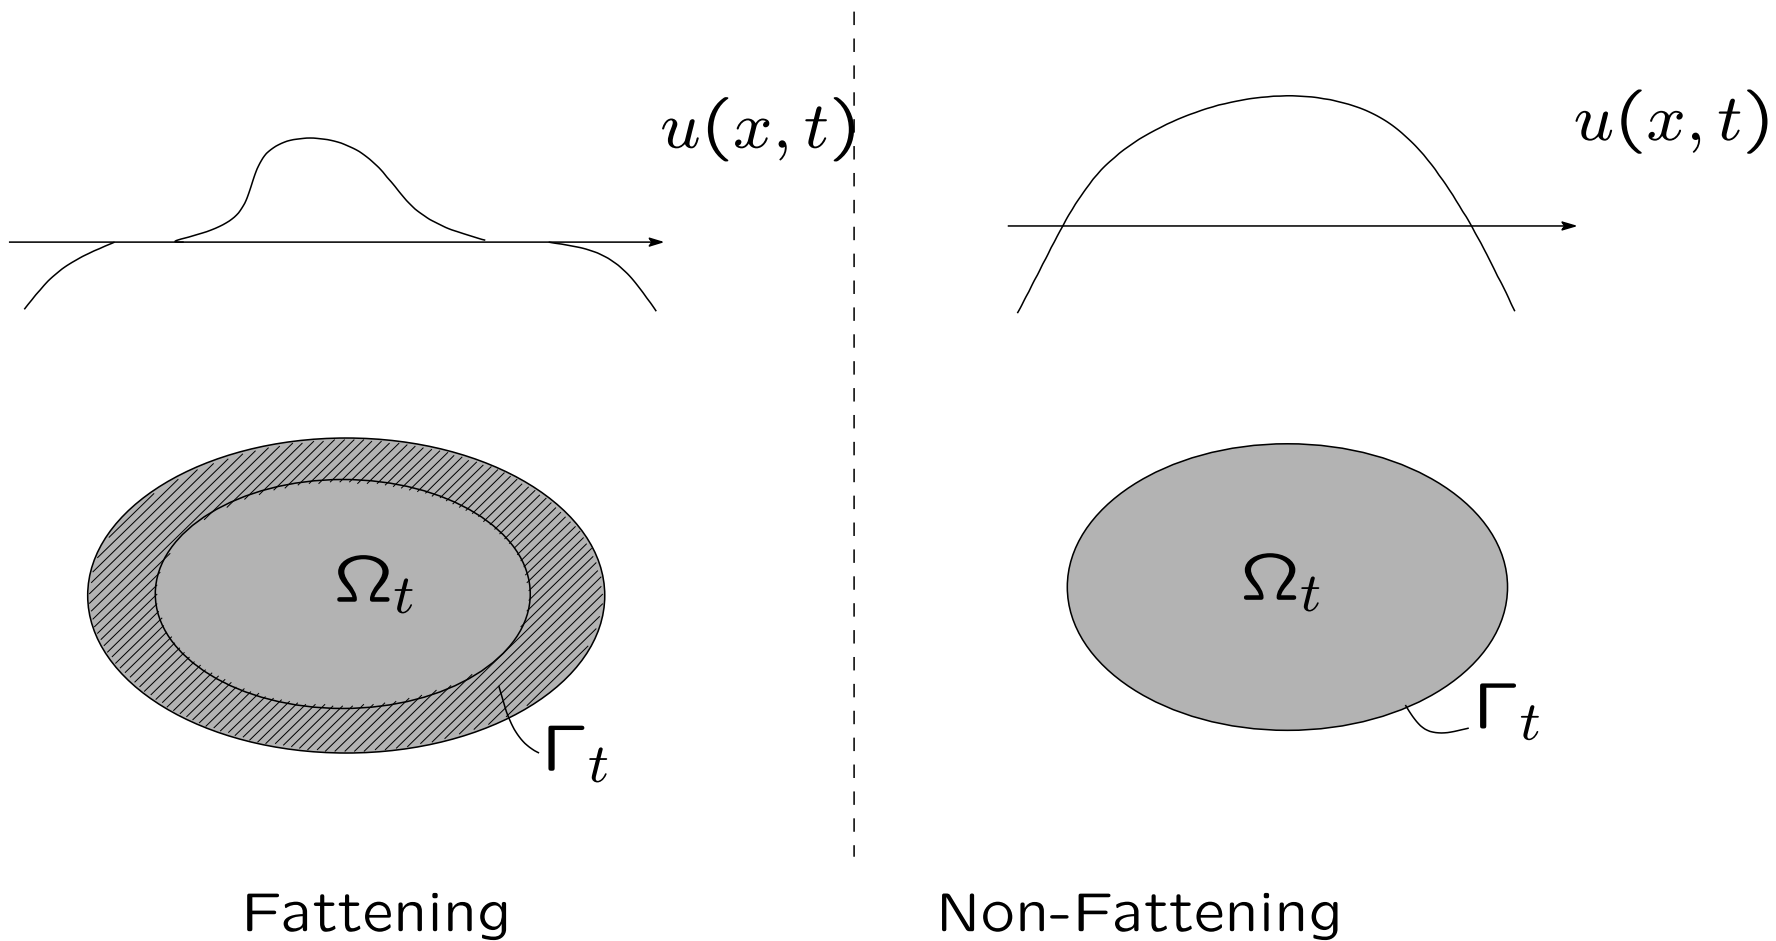 u(x, t)
u(x, t)
Ωₜ
Γₜ
Ωₜ
Γₜ
Fattening
Non-Fattening